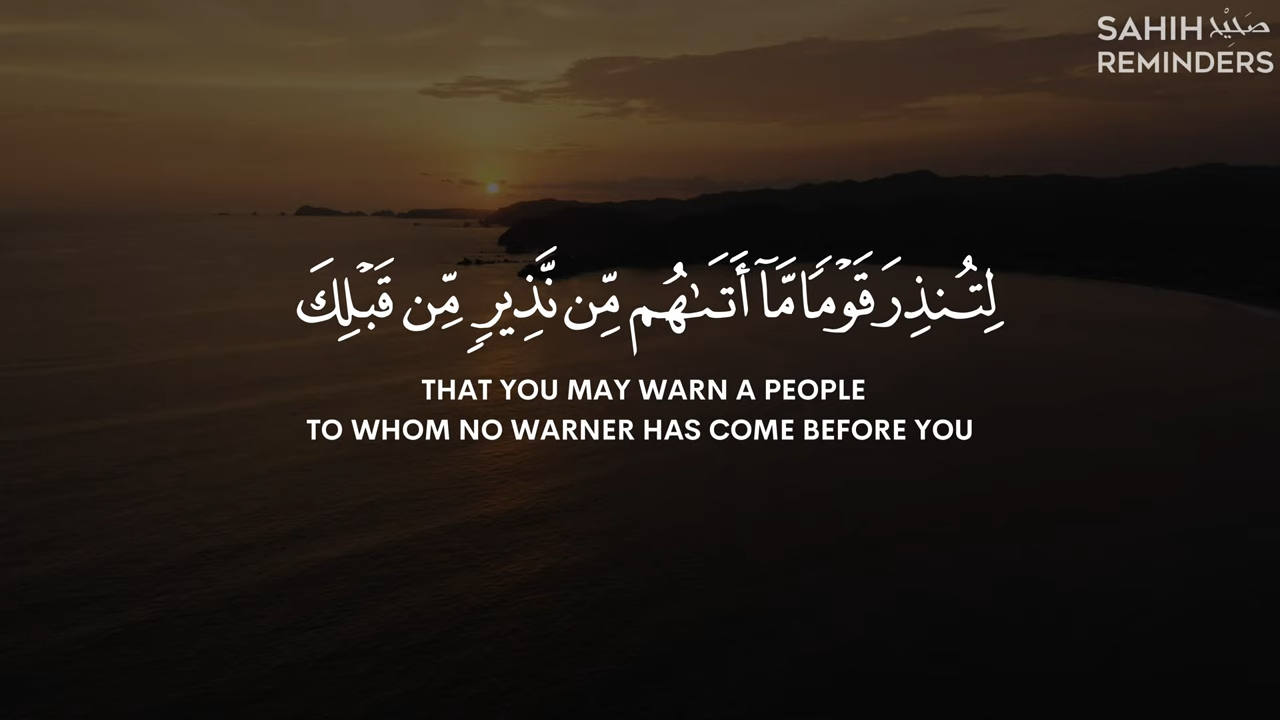 SAHIH صَحِيْح
REMINDERS
لِتُنذِرَ قَوْمًا مَّآ أَتَىٰهُم مِّن نَّذِيرٍ مِّن قَبْلِكَ
THAT YOU MAY WARN A PEOPLE
TO WHOM NO WARNER HAS COME BEFORE YOU